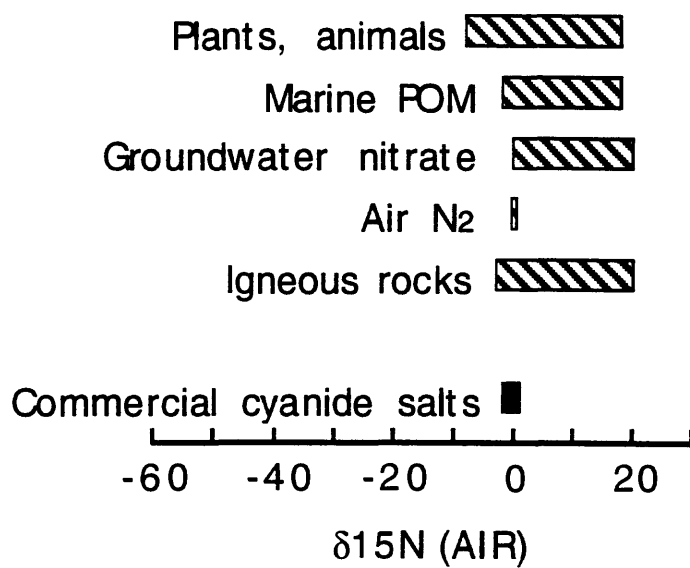 Plants, animals
Marine POM
Groundwater nitrate
Air N2
Igneous rocks
Commercial cyanide salts
-60 -40 -20 0 20
δ15N (AIR)